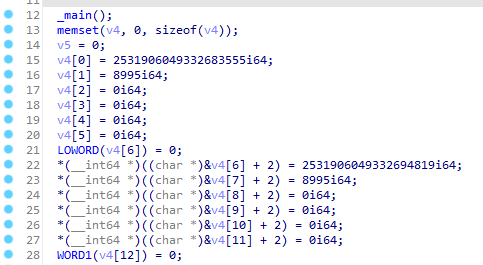 12 _main();
13 memset(v4, 0, sizeof(v4));
14 v5 = 0;
15 v4[0] = 2531906049332683555i64;
16 v4[1] = 8995i64;
17 v4[2] = 0i64;
18 v4[3] = 0i64;
19 v4[4] = 0i64;
20 v4[5] = 0i64;
21 LOWORD(v4[6]) = 0;
22 *(__int64 *)((char *)&v4[6] + 2) = 2531906049332694819i64;
23 *(__int64 *)((char *)&v4[7] + 2) = 8995i64;
24 *(__int64 *)((char *)&v4[8] + 2) = 0i64;
25 *(__int64 *)((char *)&v4[9] + 2) = 0i64;
26 *(__int64 *)((char *)&v4[10] + 2) = 0i64;
27 *(__int64 *)((char *)&v4[11] + 2) = 0i64;
28 WORD1(v4[12]) = 0;